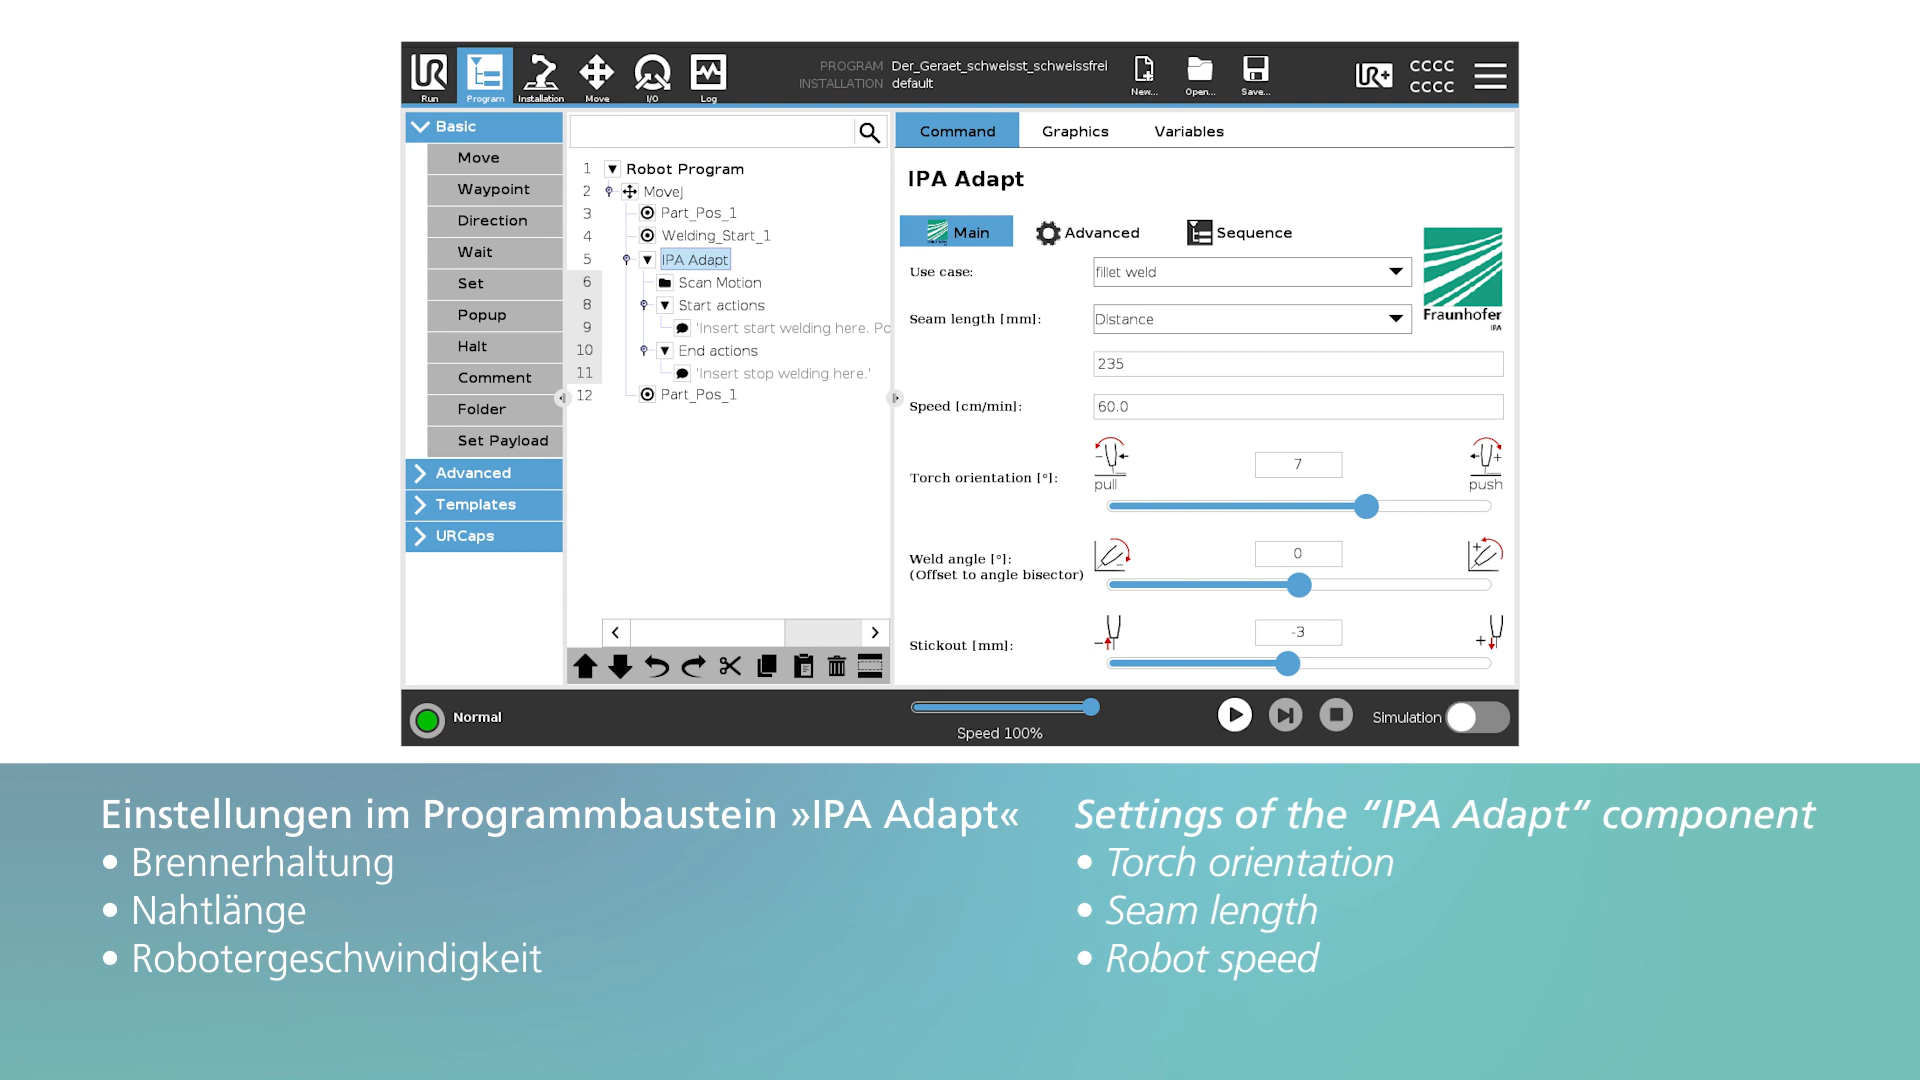 Run
Program
Installation
Move
I/O
Log
PROGRAM Der_Geraet_schweisst_schweissfrei
INSTALLATION default
New...
Open...
Save...
UR+
CCCC
CCCC
Basic
Move
Waypoint
Direction
Wait
Set
Popup
Halt
Comment
Folder
Set Payload
Advanced
Templates
URCaps
1 Robot Program
2 MoveJ
3 Part_Pos_1
4 Welding_Start_1
5 IPA Adapt
6 Scan Motion
8 Start actions
9 'Insert start welding here. Po
10 End actions
11 'Insert stop welding here.'
12 Part_Pos_1
Command Graphics Variables
IPA Adapt
Main Advanced Sequence
Fraunhofer
IPA
Use case: fillet weld
Seam length [mm]: Distance
235
Speed [cm/min]: 60.0
Torch orientation [°]: 7
pull push
Weld angle [°]: 0
(Offset to angle bisector)
Stickout [mm]: -3
Normal
Speed 100%
Simulation
Einstellungen im Programmbaustein »IPA Adapt«
• Brennerhaltung
• Nahtlänge
• Robotergeschwindigkeit
Settings of the “IPA Adapt“ component
• Torch orientation
• Seam length
• Robot speed